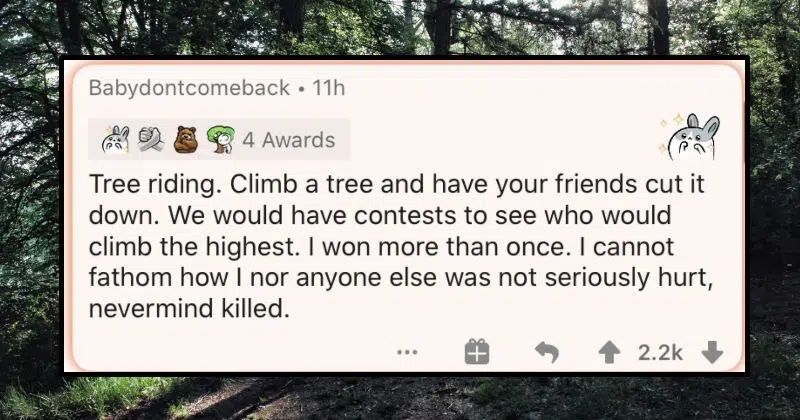 Babydontcomeback • 11h
4 Awards
Tree riding. Climb a tree and have your friends cut it
down. We would have contests to see who would
climb the highest. I won more than once. I cannot
fathom how I nor anyone else was not seriously hurt,
nevermind killed.
2.2k